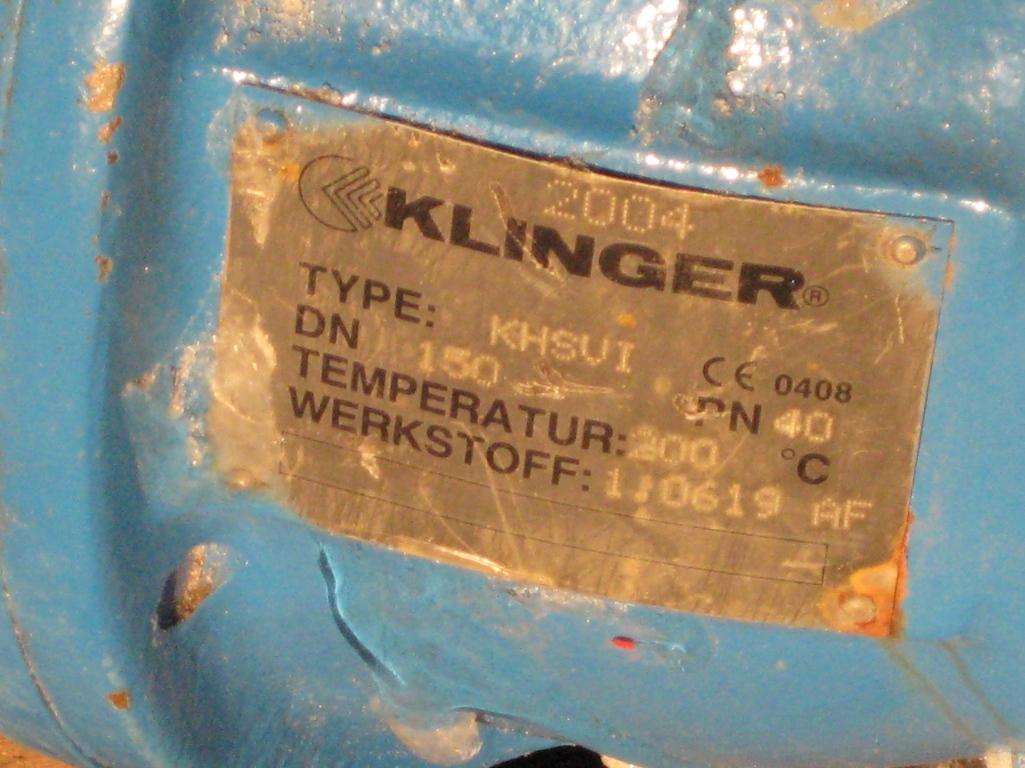 2004
KLINGER®
TYPE: KHSVI
CE 0408
DN 150 PN 40
TEMPERATUR: 200 °C
WERKSTOFF: 1.0619 AF